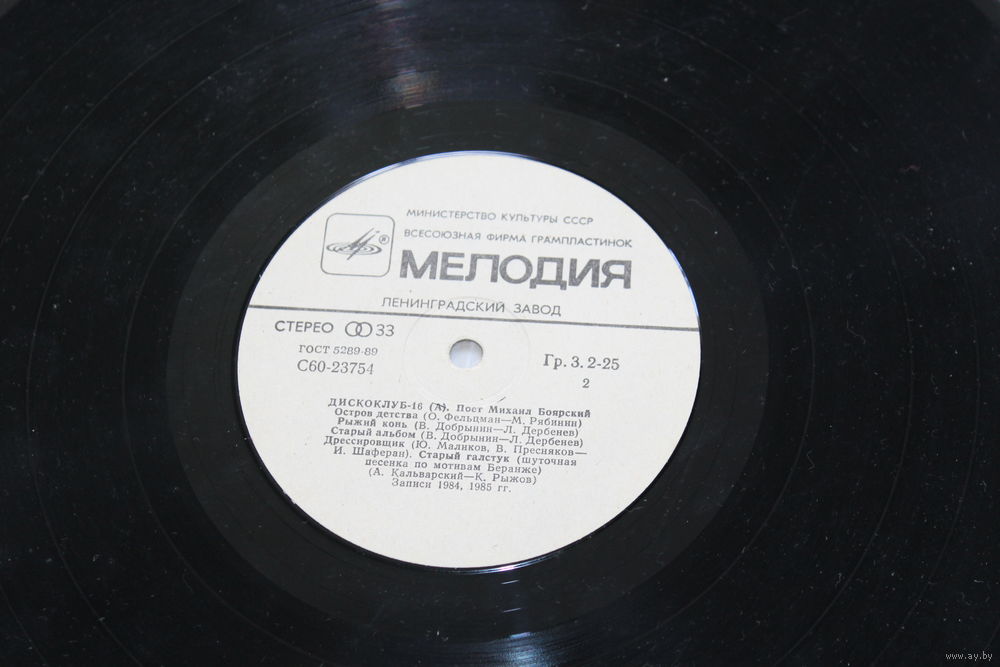 МИНИСТЕРСТВО КУЛЬТУРЫ СССР
ВСЕСОЮЗНАЯ ФИРМА ГРАМПЛАСТИНОК
®
МЕЛОДИЯ
ЛЕНИНГРАДСКИЙ ЗАВОД
СТЕРЕО 33
ГОСТ 5289-89
С60-23754
Гр. 3. 2-25
2
ДИСКОКЛУБ-16 (А). Поет Михаил Боярский
Остров детства (О. Фельцман—М. Рябинин)
Рыжий конь (В. Добрынин—Л. Дербенев)
Старый альбом (В. Добрынин—Л. Дербенев)
Дрессировщик (Ю. Маликов, В. Пресняков—
И. Шаферан). Старый галстук (шуточная
песенка по мотивам Беранже)
(А. Кальварский—К. Рыжов)
Записи 1984, 1985 гг.
www.ay.by